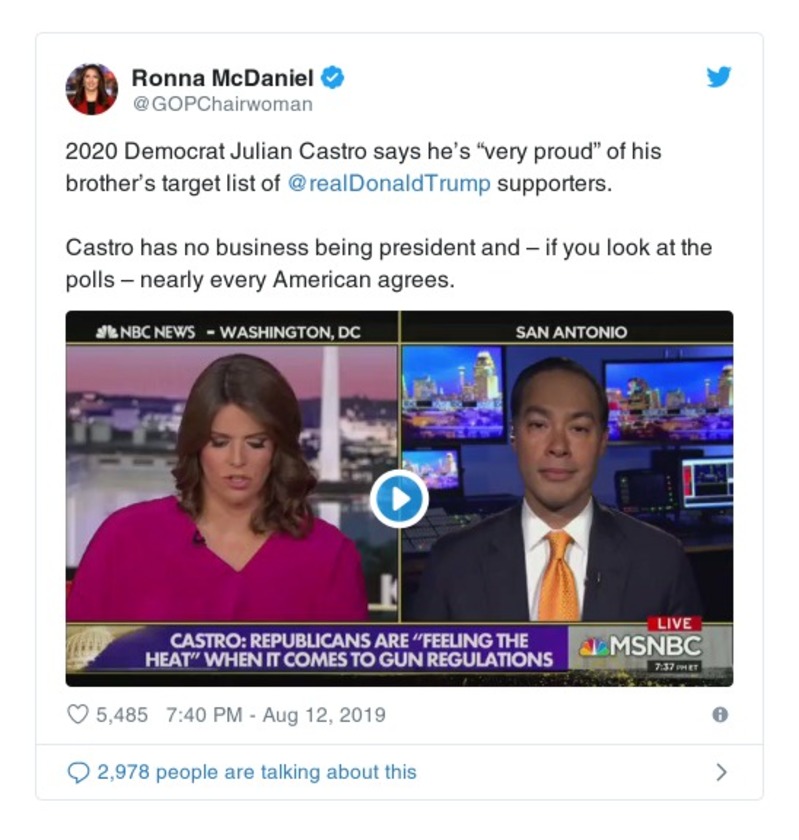 Ronna McDaniel
@GOPChairwoman
2020 Democrat Julian Castro says he's “very proud” of his
brother's target list of @realDonaldTrump supporters.
Castro has no business being president and – if you look at the
polls – nearly every American agrees.
NBC NEWS - WASHINGTON, DC
SAN ANTONIO
CASTRO: REPUBLICANS ARE “FEELING THE
HEAT” WHEN IT COMES TO GUN REGULATIONS
LIVE
MSNBC
7:37 PM ET
5,485 7:40 PM - Aug 12, 2019
2,978 people are talking about this